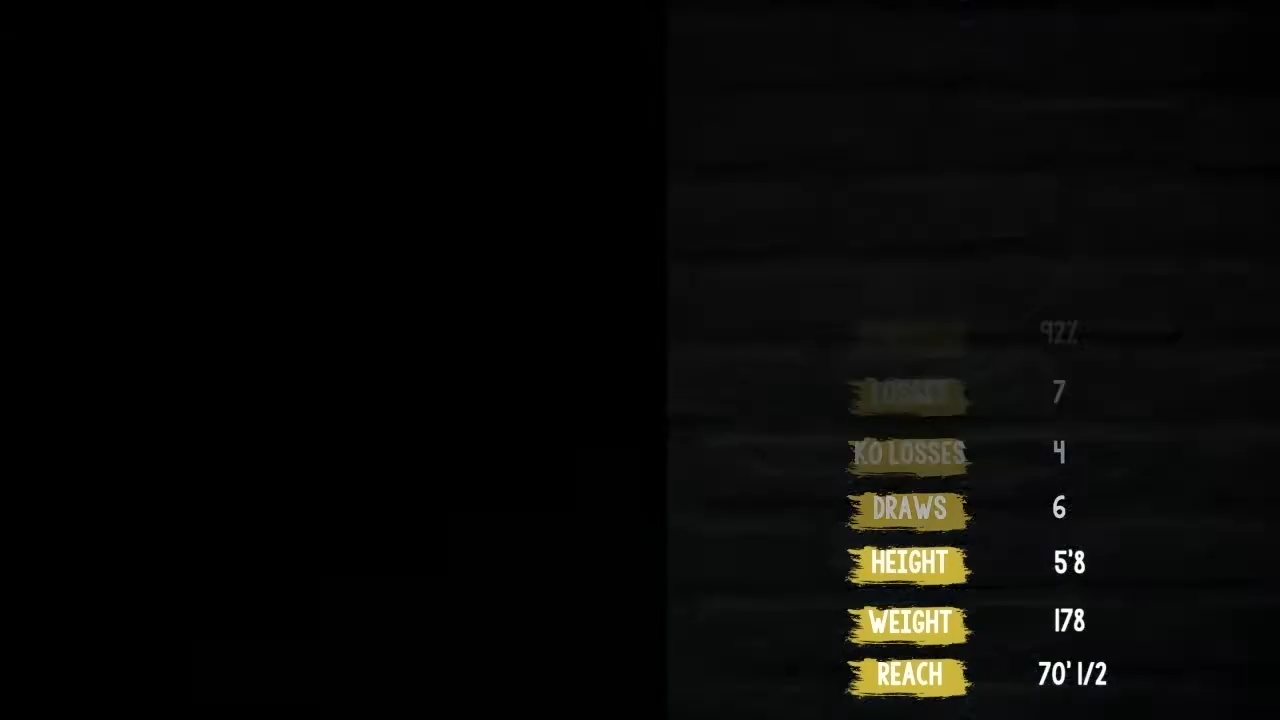 92%
LOSSES 7
KO LOSSES 4
DRAWS 6
HEIGHT 5'8
WEIGHT 178
REACH 70' 1/2